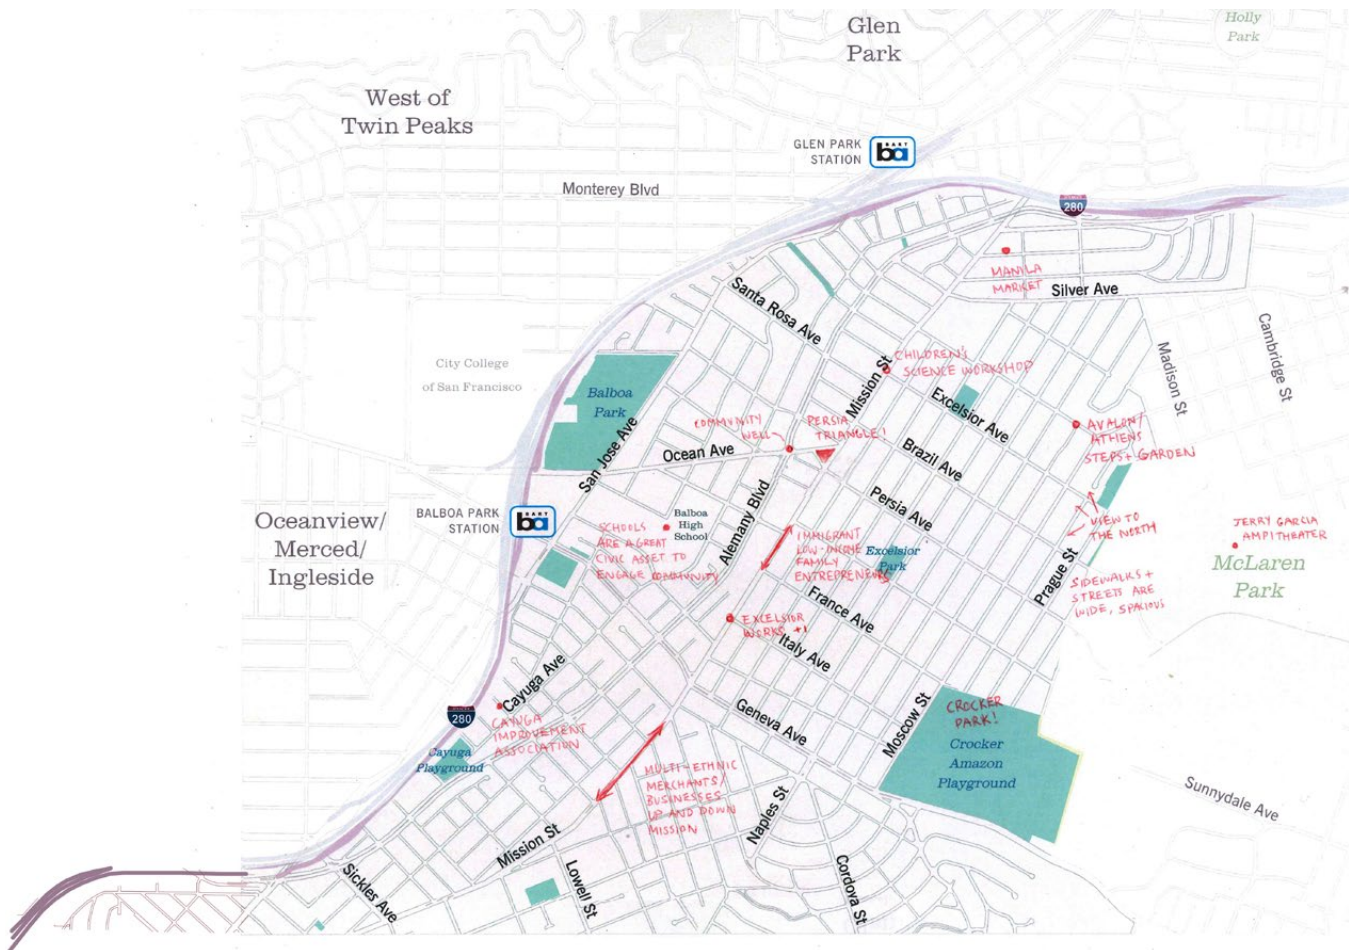 Glen
Park
Holly
Park
West of
Twin Peaks
GLEN PARK
STATION
BART
ba
Monterey Blvd
280
MANILA
MARKET
Silver Ave
Santa Rosa Ave
Cambridge St
Madison St
City College
of San Francisco
Mission St
CHILDREN'S
SCIENCE WORKSHOP
Balboa
Park
Excelsior Ave
COMMUNITY
WELL
PERSIA
TRIANGLE!
AVALON/
ATHENS
STEPS + GARDEN
San Jose Ave
Ocean Ave
Brazil Ave
Persia Ave
Alemany Blvd
BALBOA PARK
STATION
BART
ba
Oceanview/
Merced/
Ingleside
Balboa
High
School
SCHOOLS
ARE A GREAT
CIVIC ASSET TO
ENGAGE COMMUNITY
IMMIGRANT
LOW-INCOME
FAMILY
ENTREPRENEURS
Excelsior
Park
VIEW TO
THE NORTH
JERRY GARCIA
AMPITHEATER
McLaren
Park
Prague St
SIDEWALKS +
STREETS ARE
WIDE, SPACIOUS
France Ave
EXCELSIOR
WORKS +1
Italy Ave
Cayuga Ave
280
CAYUGA
IMPROVEMENT
ASSOCIATION
Cayuga
Playground
Geneva Ave
Moscow St
CROCKER
PARK!
Crocker
Amazon
Playground
MULTI-ETHNIC
MERCHANTS/
BUSINESSES
UP AND DOWN
MISSION
Sunnydale Ave
Naples St
Mission St
Sickles Ave
Lowell St
Cordova St